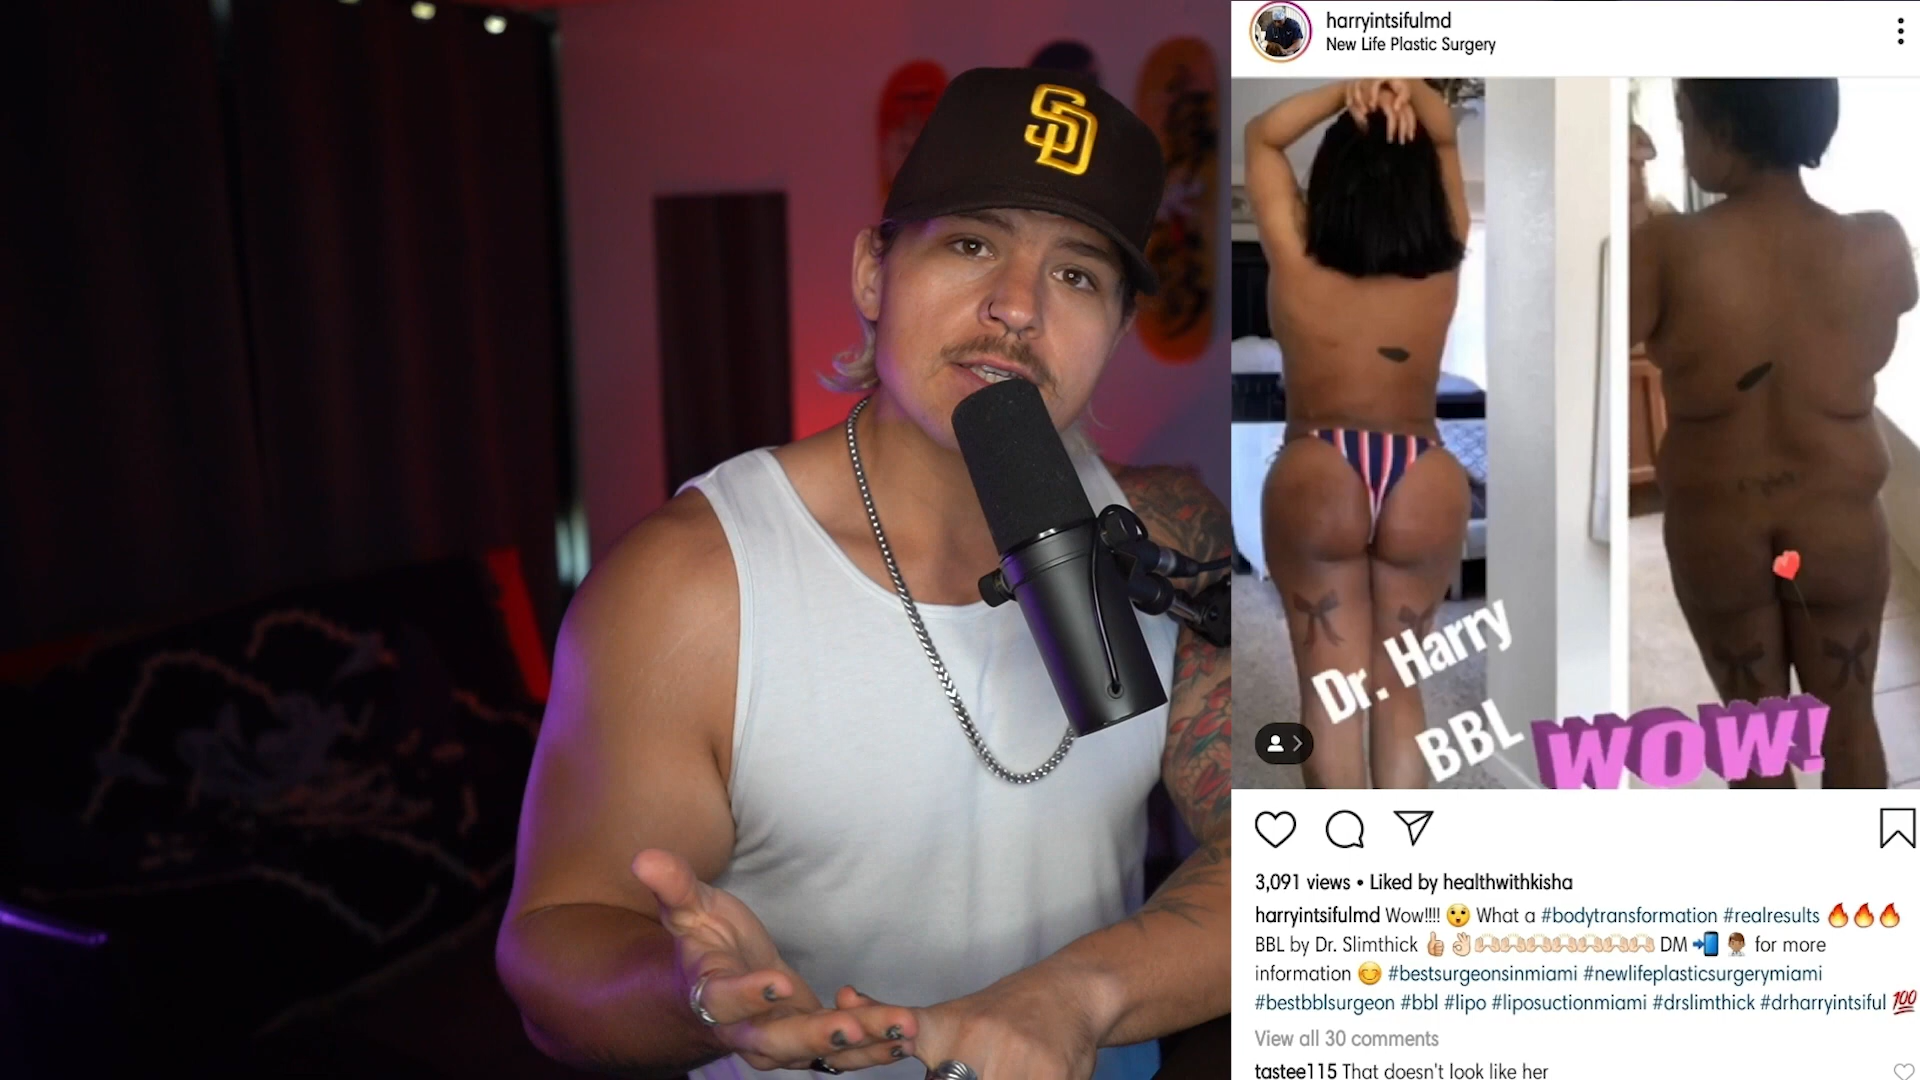 SD
harryintsifulmd
New Life Plastic Surgery
Dr. Harry
BBL
WOW!
3,091 views • Liked by healthwithkisha
harryintsifulmd Wow!!!! 😲 What a #bodytransformation #realresults 🔥🔥🔥
BBL by Dr. Slimthick 👍🏻👌🏻🙌🏻🙌🏻🙌🏻🙌🏻🙌🏻🙌🏻🙌🏻 DM 📲 👨🏽‍⚕️ for more
information 😊 #bestsurgeonsinmiami #newlifeplasticsurgerymiami
#bestbblsurgeon #bbl #lipo #liposuctionmiami #drslimthick #drharryintsiful 💯
View all 30 comments
tastee115 That doesn't look like her